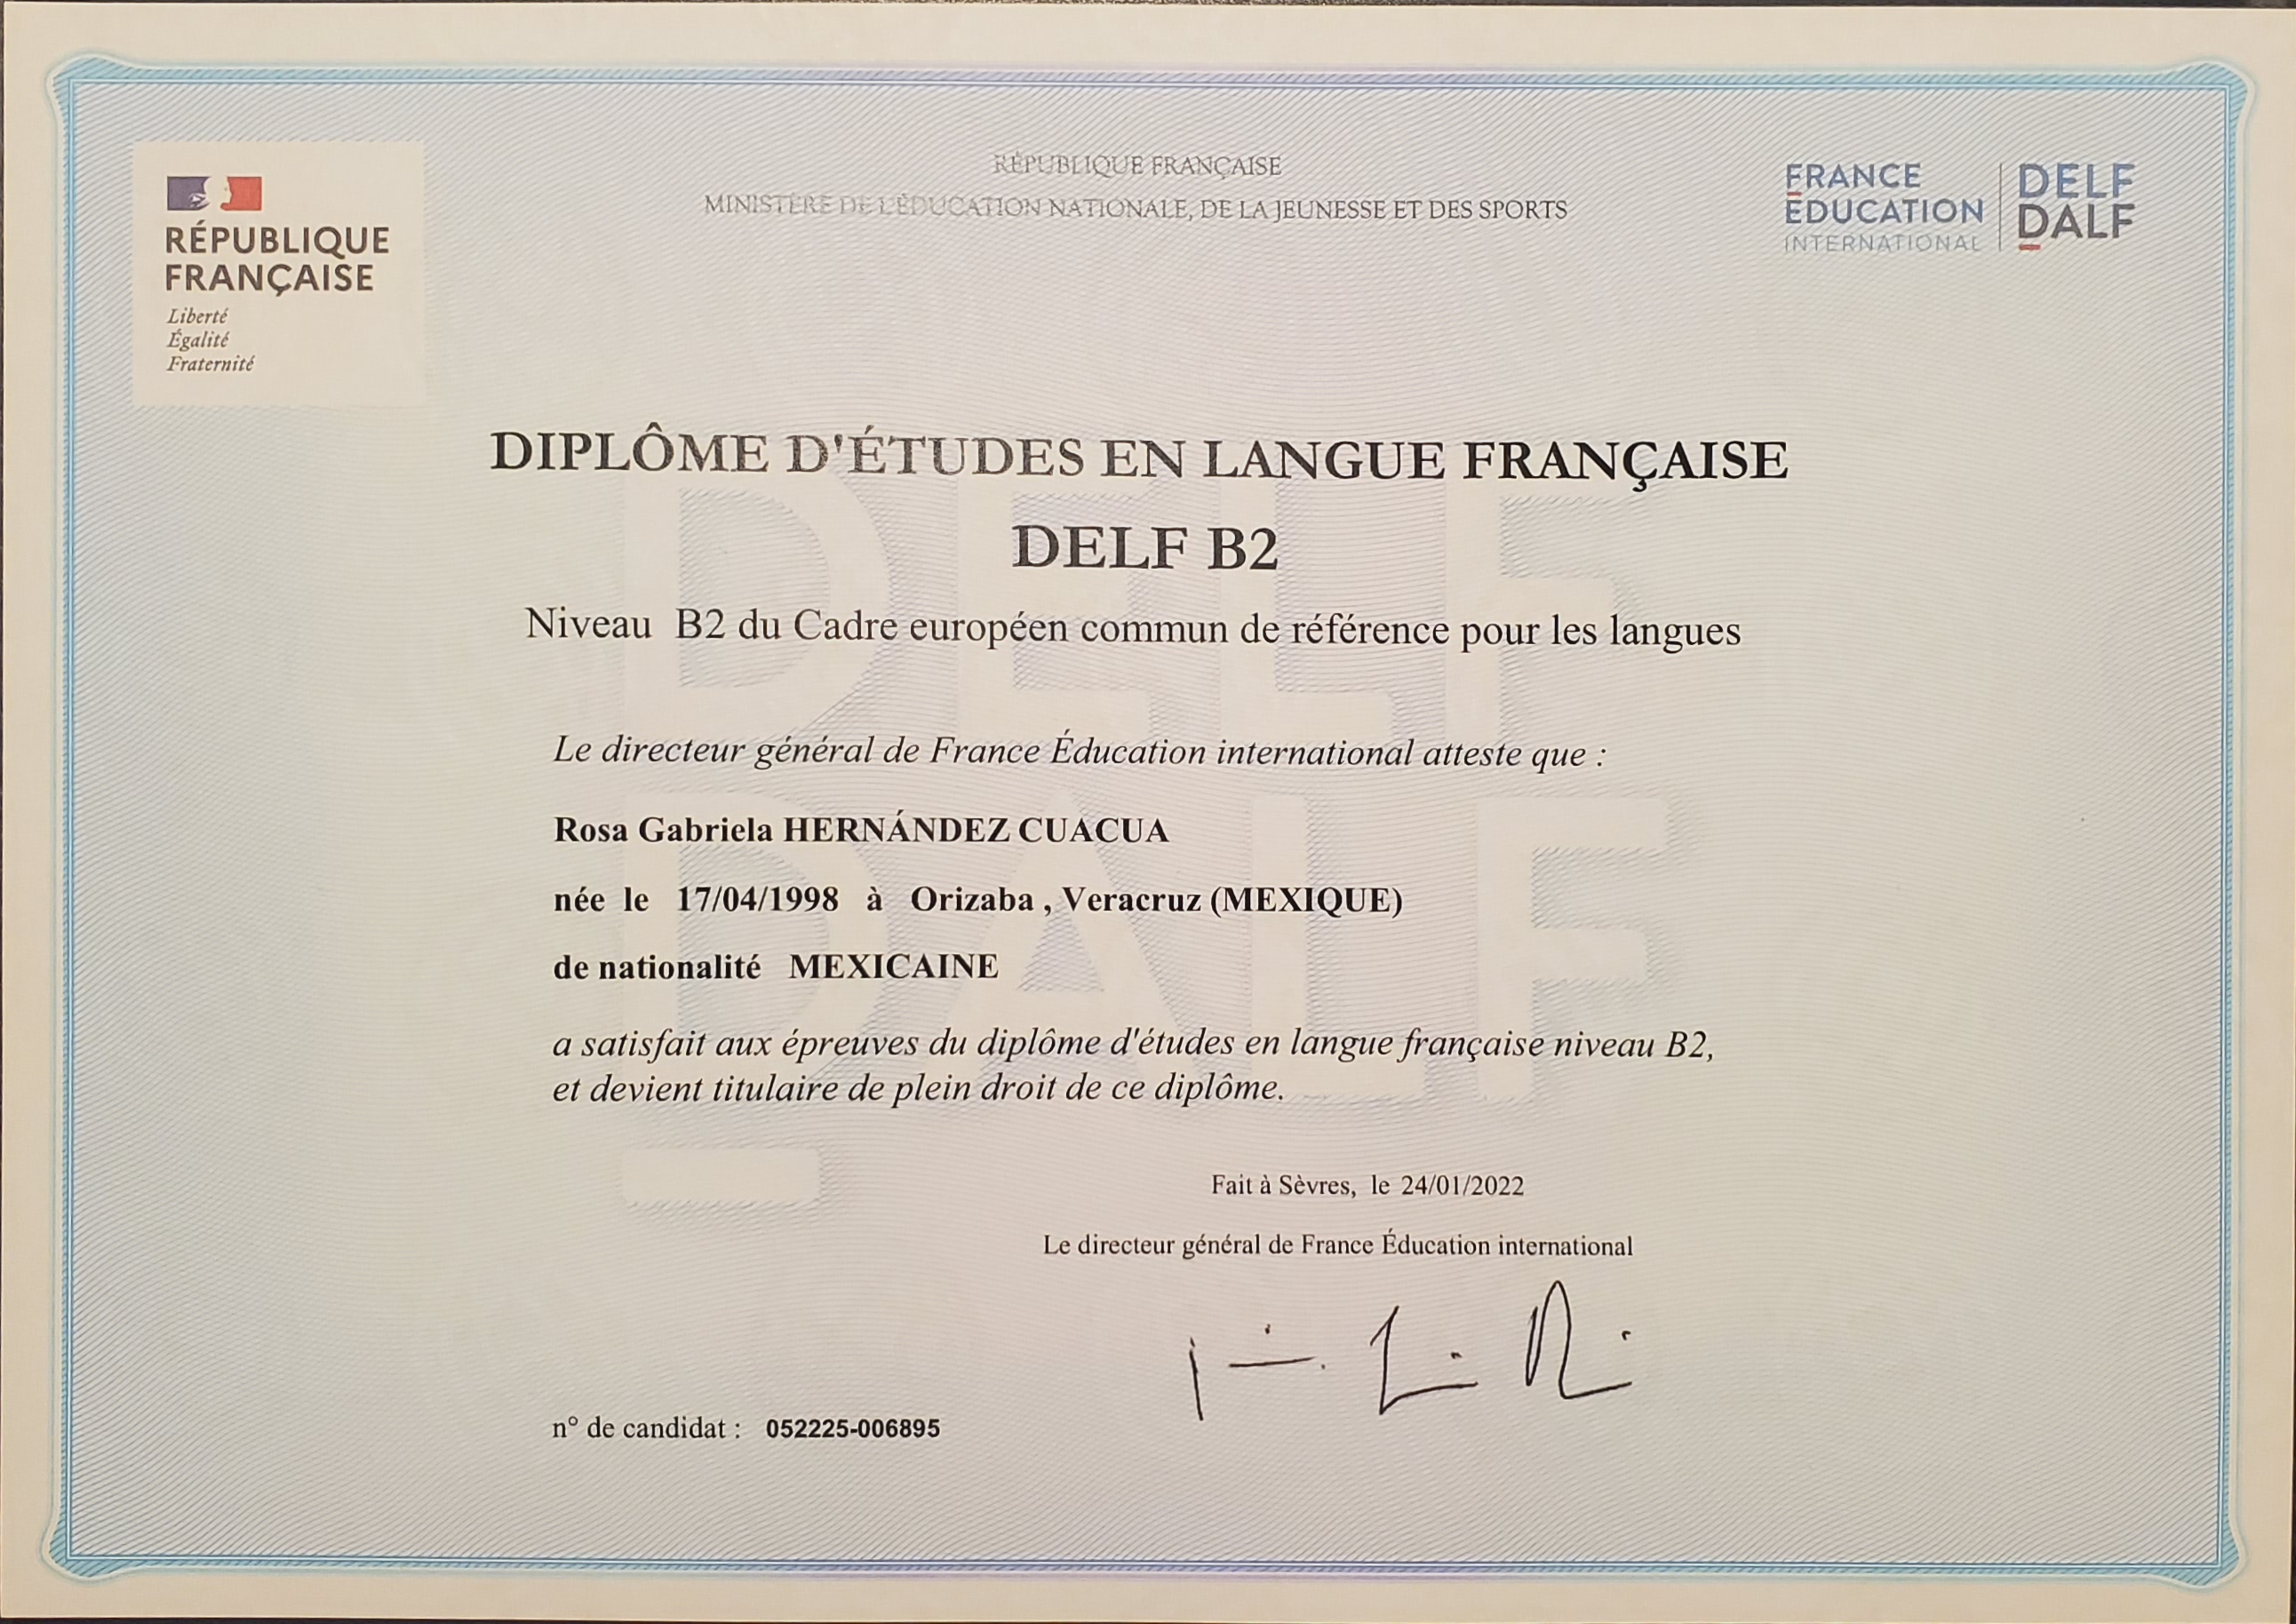 RÉPUBLIQUE
FRANÇAISE
Liberté
Égalité
Fraternité
RÉPUBLIQUE FRANÇAISE
MINISTÈRE DE L'ÉDUCATION NATIONALE, DE LA JEUNESSE ET DES SPORTS
FRANCE
ÉDUCATION
INTERNATIONAL
DELF
DALF
DIPLÔME D'ÉTUDES EN LANGUE FRANÇAISE
DELF B2
Niveau B2 du Cadre européen commun de référence pour les langues
Le directeur général de France Éducation international atteste que :
Rosa Gabriela HERNÁNDEZ CUACUA
née le 17/04/1998 à Orizaba , Veracruz (MEXIQUE)
de nationalité MEXICAINE
a satisfait aux épreuves du diplôme d'études en langue française niveau B2,
et devient titulaire de plein droit de ce diplôme.
DELF
DALF
Fait à Sèvres, le 24/01/2022
Le directeur général de France Éducation international
n° de candidat : 052225-006895